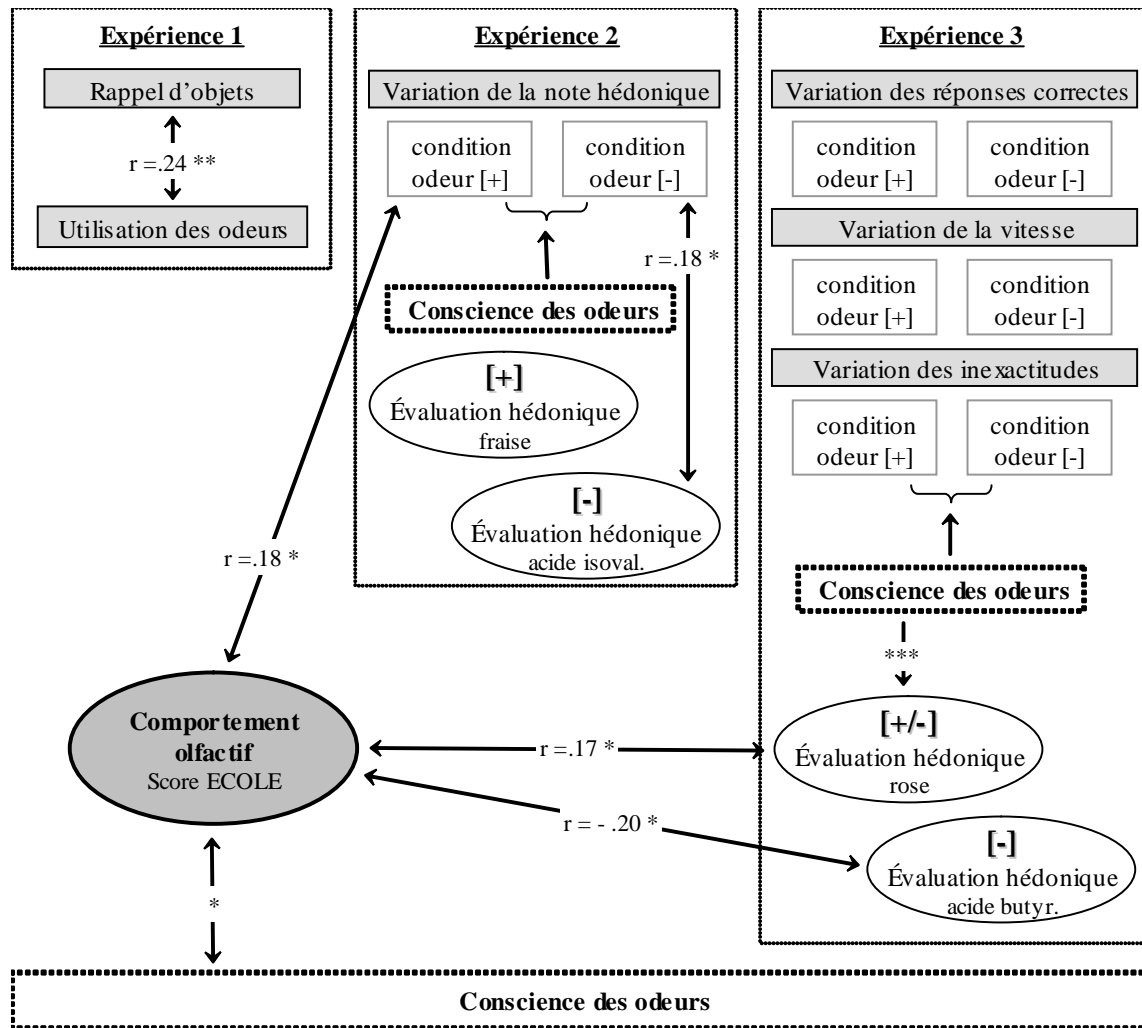 Expérience 1
Rappel d'objets
r =.24 **
Utilisation des odeurs
Expérience 2
Variation de la note hédonique
condition
odeur [+]
condition
odeur [-]
r =.18 *
Conscience des odeurs
[+]
Évaluation hédonique
fraise
[-]
Évaluation hédonique
acide isoval.
Expérience 3
Variation des réponses correctes
condition
odeur [+]
condition
odeur [-]
Variation de la vitesse
condition
odeur [+]
condition
odeur [-]
Variation des inexactitudes
condition
odeur [+]
condition
odeur [-]
Conscience des odeurs
***
[+/-]
Évaluation hédonique
rose
[-]
Évaluation hédonique
acide butyr.
r =.18 *
Comportement
olfactif
Score ECOLE
r =.17 *
r = - .20 *
*
Conscience des odeurs